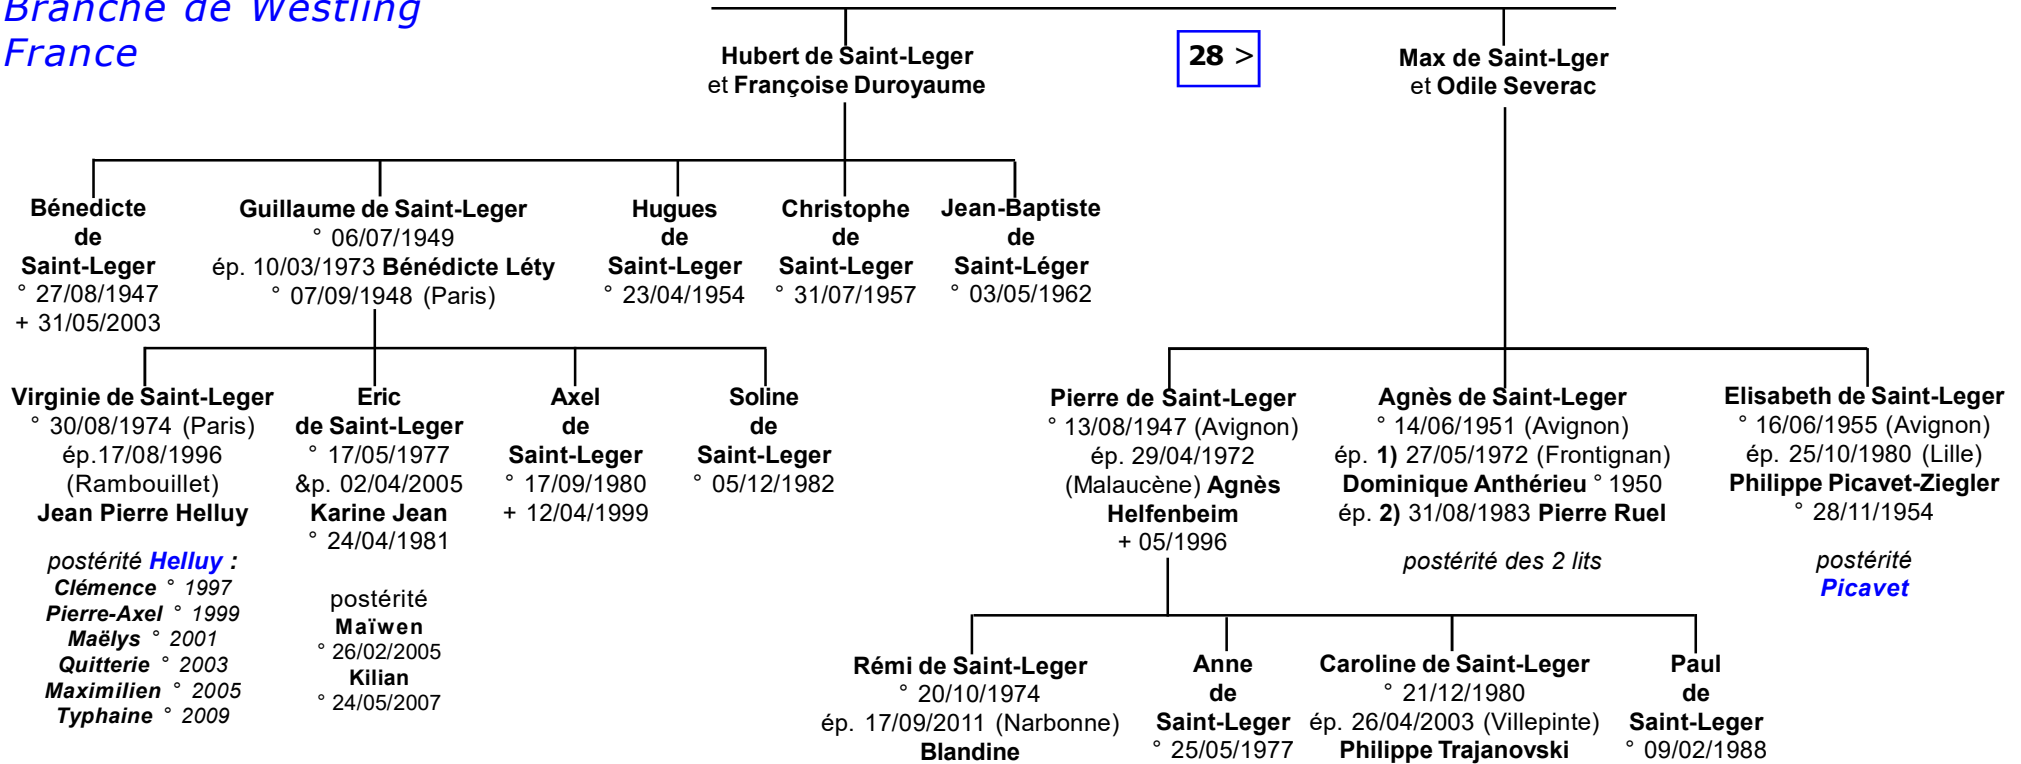 Branche de Westling
France
Hubert de Saint-Leger
et Françoise Duroyaume
28 >
Max de Saint-Lger
et Odile Severac
Bénedicte
de
Saint-Leger
° 27/08/1947
+ 31/05/2003
Guillaume de Saint-Leger
° 06/07/1949
ép. 10/03/1973 Bénédicte Léty
° 07/09/1948 (Paris)
Hugues
de
Saint-Leger
° 23/04/1954
Christophe
de
Saint-Leger
° 31/07/1957
Jean-Baptiste
de
Saint-Léger
° 03/05/1962
Virginie de Saint-Leger
° 30/08/1974 (Paris)
ép.17/08/1996
(Rambouillet)
Jean Pierre Helluy
postérité Helluy :
Clémence ° 1997
Pierre-Axel ° 1999
Maëlys ° 2001
Quitterie ° 2003
Maximilien ° 2005
Typhaine ° 2009
Eric
de Saint-Leger
° 17/05/1977
&p. 02/04/2005
Karine Jean
° 24/04/1981
postérité
Maïwen
° 26/02/2005
Kilian
° 24/05/2007
Axel
de
Saint-Leger
° 17/09/1980
+ 12/04/1999
Soline
de
Saint-Leger
° 05/12/1982
Pierre de Saint-Leger
° 13/08/1947 (Avignon)
ép. 29/04/1972
(Malaucène) Agnès
Helfenbeim
+ 05/1996
Agnès de Saint-Leger
° 14/06/1951 (Avignon)
ép. 1) 27/05/1972 (Frontignan)
Dominique Anthérieu ° 1950
ép. 2) 31/08/1983 Pierre Ruel
postérité des 2 lits
Elisabeth de Saint-Leger
° 16/06/1955 (Avignon)
ép. 25/10/1980 (Lille)
Philippe Picavet-Ziegler
° 28/11/1954
postérité
Picavet
Rémi de Saint-Leger
° 20/10/1974
ép. 17/09/2011 (Narbonne)
Blandine
Anne
de
Saint-Leger
° 25/05/1977
Caroline de Saint-Leger
° 21/12/1980
ép. 26/04/2003 (Villepinte)
Philippe Trajanovski
Paul
de
Saint-Leger
° 09/02/1988